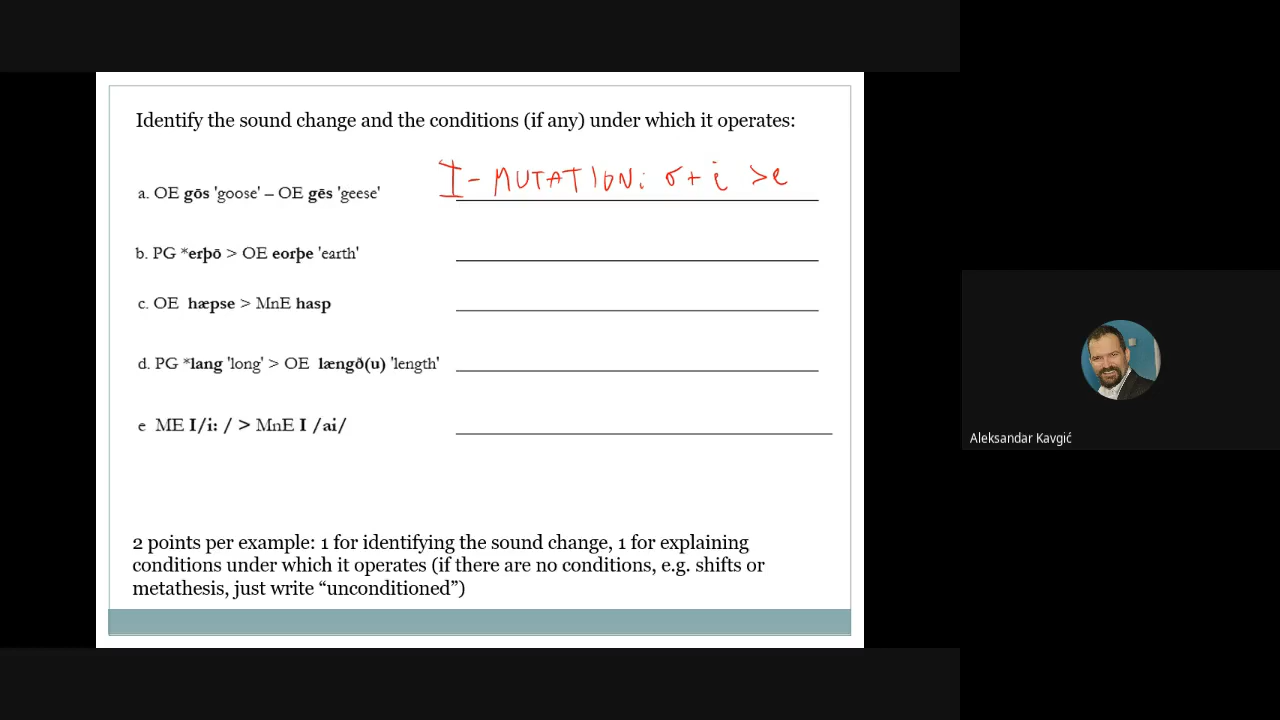 Identify the sound change and the conditions (if any) under which it operates:
I-MUTATION: o+i >e
a. OE gōs 'goose' – OE gēs 'geese'
b. PG *erþō > OE eorþe 'earth'
c. OE hæpse > MnE hasp
d. PG *lang 'long' > OE længð(u) 'length'
e ME I/i: / > MnE I /ai/
2 points per example: 1 for identifying the sound change, 1 for explaining
conditions under which it operates (if there are no conditions, e.g. shifts or
metathesis, just write “unconditioned”)
Aleksandar Kavgić